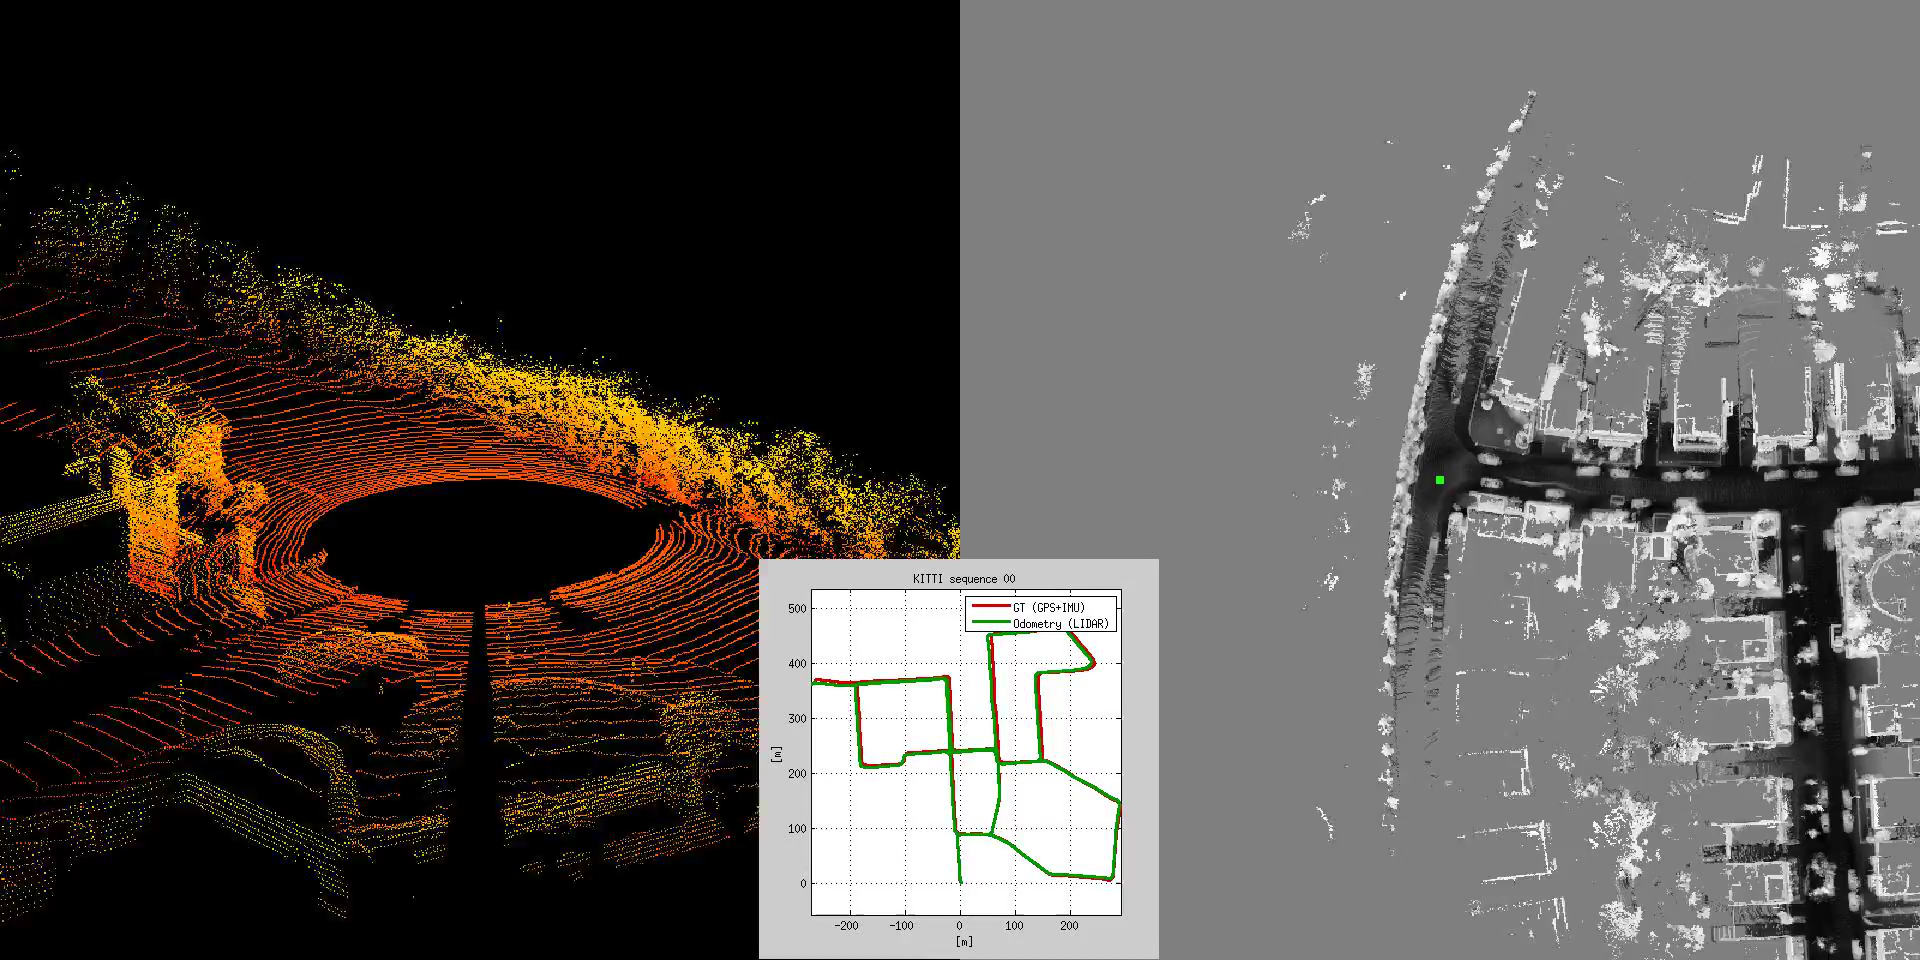 KITTI sequence 00
GT (GPS+IMU)
Odometry (LIDAR)
500
400
300
200
100
0
[m]
-200
-100
0
100
200
[m]